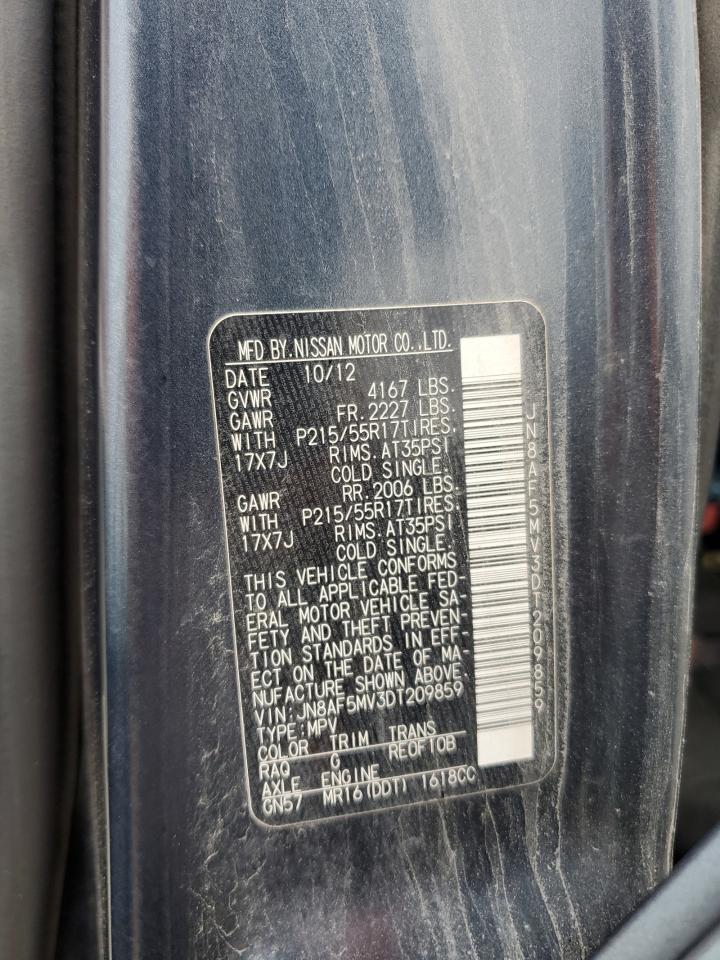 MFD BY. NISSAN MOTOR CO.,LTD.
DATE 10/12
GVWR 4167 LBS.
GAWR FR. 2227 LBS.
WITH P215/55R17TIRES.
17X7J RIMS. AT35PSI
COLD SINGLE.
GAWR RR. 2006 LBS.
WITH P215/55R17TIRES.
17X7J RIMS. AT35PSI
COLD SINGLE.
THIS VEHICLE CONFORMS
TO ALL APPLICABLE FED-
ERAL MOTOR VEHICLE SA-
FETY AND THEFT PREVEN-
TION STANDARDS IN EFF-
ECT ON THE DATE OF MA-
NUFACTURE SHOWN ABOVE.
VIN:JN8AF5MV3DT209859
TYPE:MPV
COLOR TRIM TRANS
RAQ G RE0F10B
AXLE ENGINE
GN57 MR16(DDT) 1618CC
JN8AF5MV3DT209859